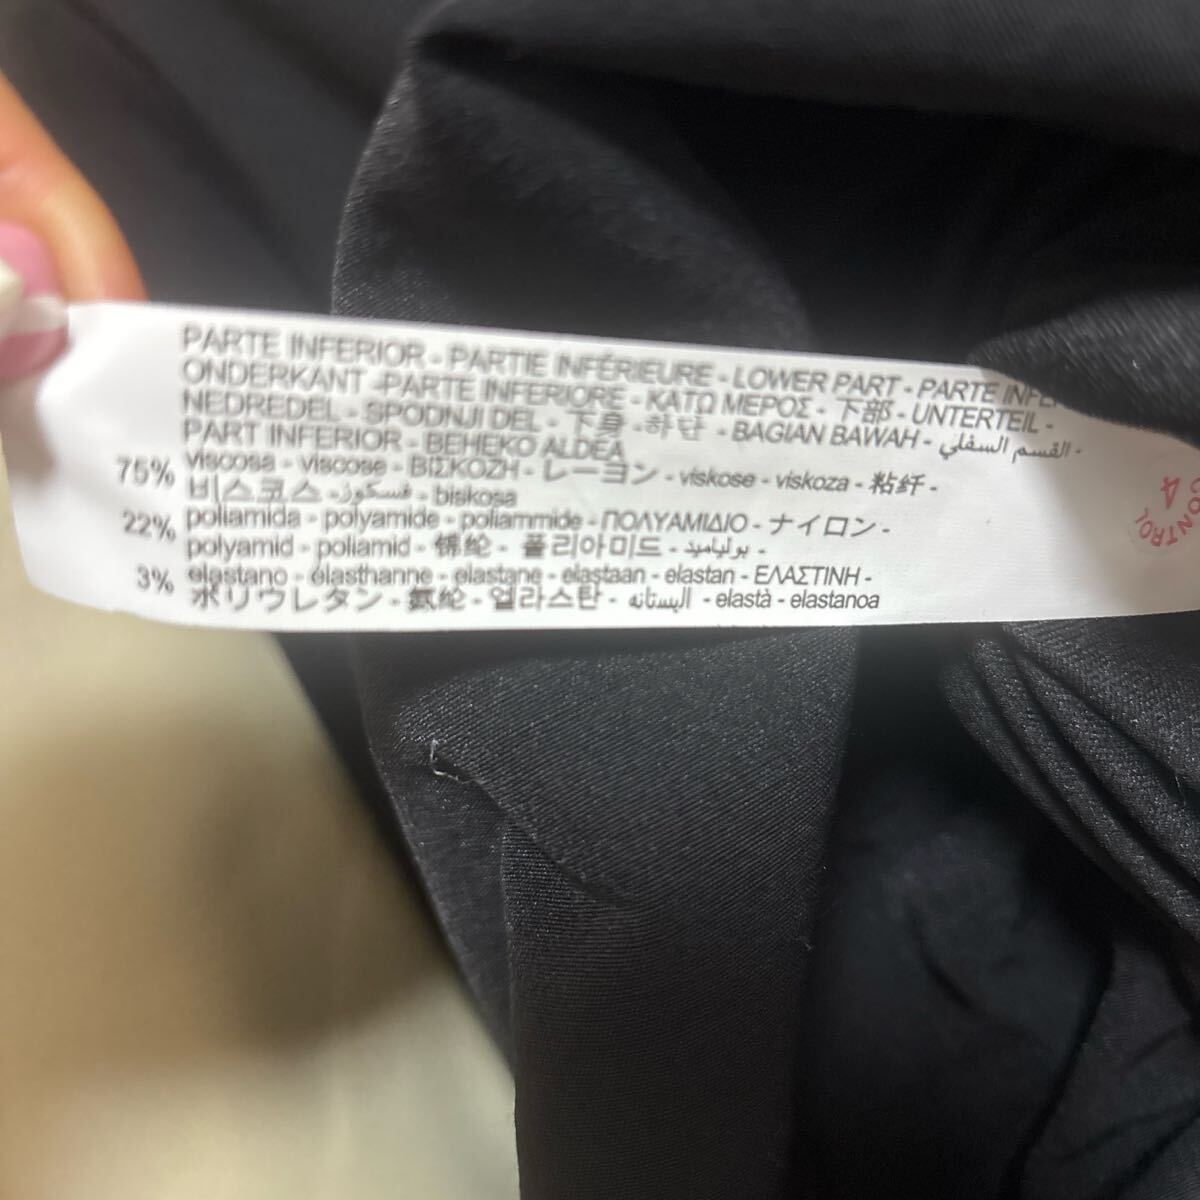 PARTE INFERIOR - PARTIE INFÉRIEURE - LOWER PART - PARTE
ONDERKANT - PARTE INFERIORE - ΚΑΤΩ ΜΕΡΟΣ - 下部 - UNTERTEIL -
NEDREDEL - SPODNJI DEL - 下身 - 하단 - BAGIAN BAWAH - القسم السفلي -
PART INFERIOR - BEHEKO ALDEA
75% viscosa - viscose - ΒΙΣΚΟΖΗ - レーヨン - viskose - viskoza - 粘纤 -
비스코스 - فسكوز - biskosa
22% poliamida - polyamide - poliammide - ΠΟΛΥΑΜΙΔΙΟ - ナイロン -
polyamid - poliamid - 锦纶 - 폴리아미드 - بولياميد -
3% elastano - élasthanne - elastane - elastaan - elastan - ΕΛΑΣΤΙΝΗ -
ポリウレタン - 氨纶 - 엘라스탄 - اليستانه - elastà - elastanoa
CONTROL
4